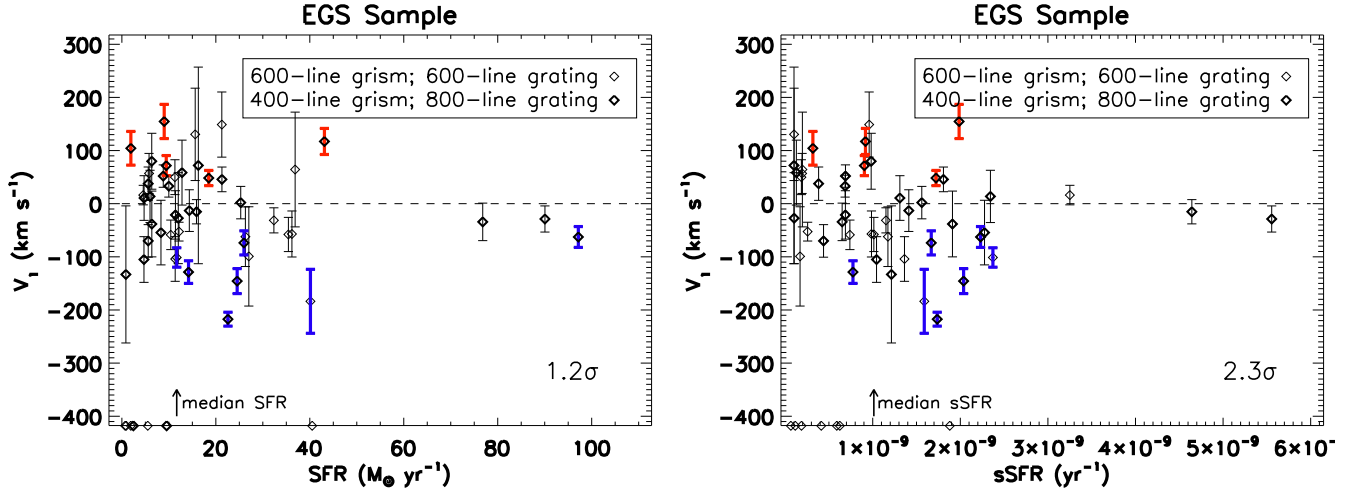 EGS Sample
300
200
100
0
-100
-200
-300
-400
V₁ (km s⁻¹)
600-line grism; 600-line grating
400-line grism; 800-line grating
1.2σ
median SFR
0 20 40 60 80 100
SFR (M⊙ yr⁻¹)
EGS Sample
300
200
100
0
-100
-200
-300
-400
V₁ (km s⁻¹)
600-line grism; 600-line grating
400-line grism; 800-line grating
2.3σ
median sSFR
1×10⁻⁹ 2×10⁻⁹ 3×10⁻⁹ 4×10⁻⁹ 5×10⁻⁹ 6×10⁻
sSFR (yr⁻¹)